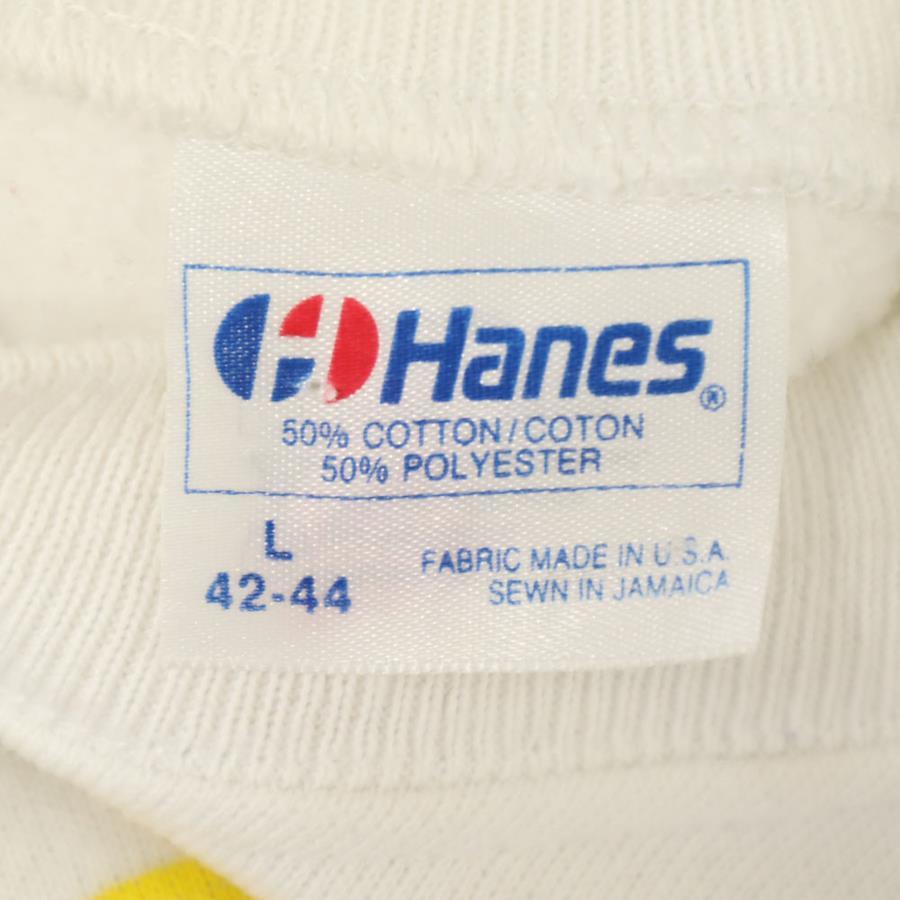 Hanes®
50% COTTON/COTON
50% POLYESTER
L
42-44
FABRIC MADE IN U.S.A.
SEWN IN JAMAICA